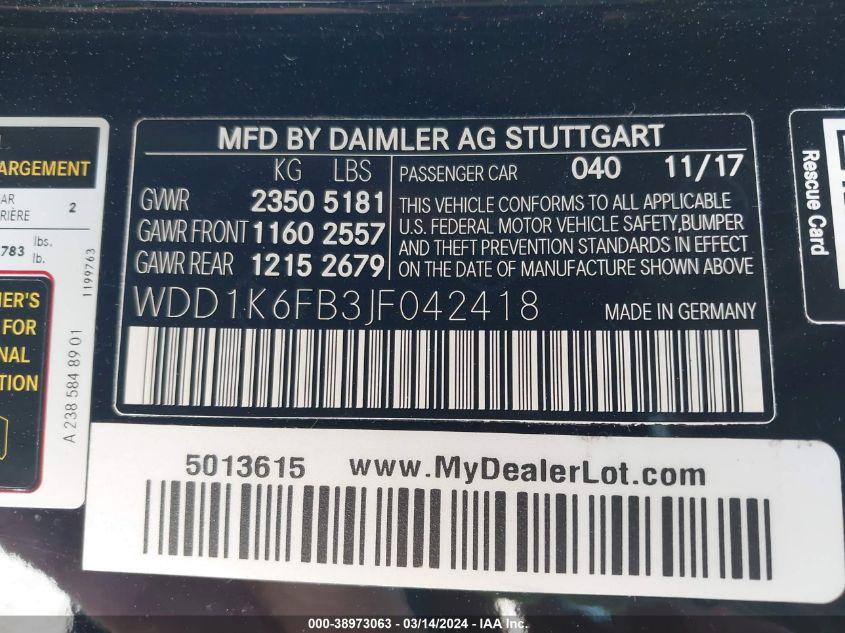 MFD BY DAIMLER AG STUTTGART
KG LBS
GVWR 2350 5181
GAWR FRONT 1160 2557
GAWR REAR 1215 2679
PASSENGER CAR 040 11/17
THIS VEHICLE CONFORMS TO ALL APPLICABLE
U.S. FEDERAL MOTOR VEHICLE SAFETY,BUMPER
AND THEFT PREVENTION STANDARDS IN EFFECT
ON THE DATE OF MANUFACTURE SHOWN ABOVE
WDD1K6FB3JF042418 MADE IN GERMANY
5013615 www.MyDealerLot.com
ARGEMENT
AR
RIÈRE 2
783 lbs.
lb.
1199763
ER'S
FOR
NAL
TION
A 238 584 89 01
Rescue Card
000-38973063 - 03/14/2024 - IAA Inc.